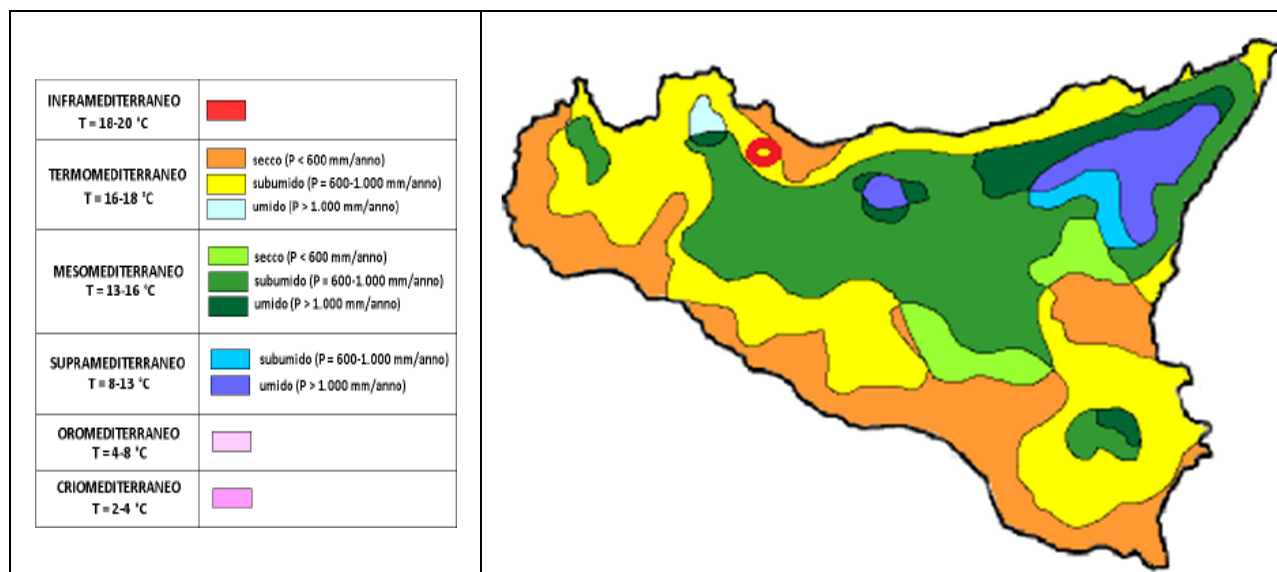 INFRAMEDITERRANEO
T = 18-20 °C
TERMOMEDITERRANEO
T = 16-18 °C
secco (P < 600 mm/anno)
subumido (P = 600-1.000 mm/anno)
umido (P > 1.000 mm/anno)
MESOMEDITERRANEO
T = 13-16 °C
secco (P < 600 mm/anno)
subumido (P = 600-1.000 mm/anno)
umido (P > 1.000 mm/anno)
SUPRAMEDITERRANEO
T = 8-13 °C
subumido (P = 600-1.000 mm/anno)
umido (P > 1.000 mm/anno)
OROMEDITERRANEO
T = 4-8 °C
CRIOMEDITERRANEO
T = 2-4 °C